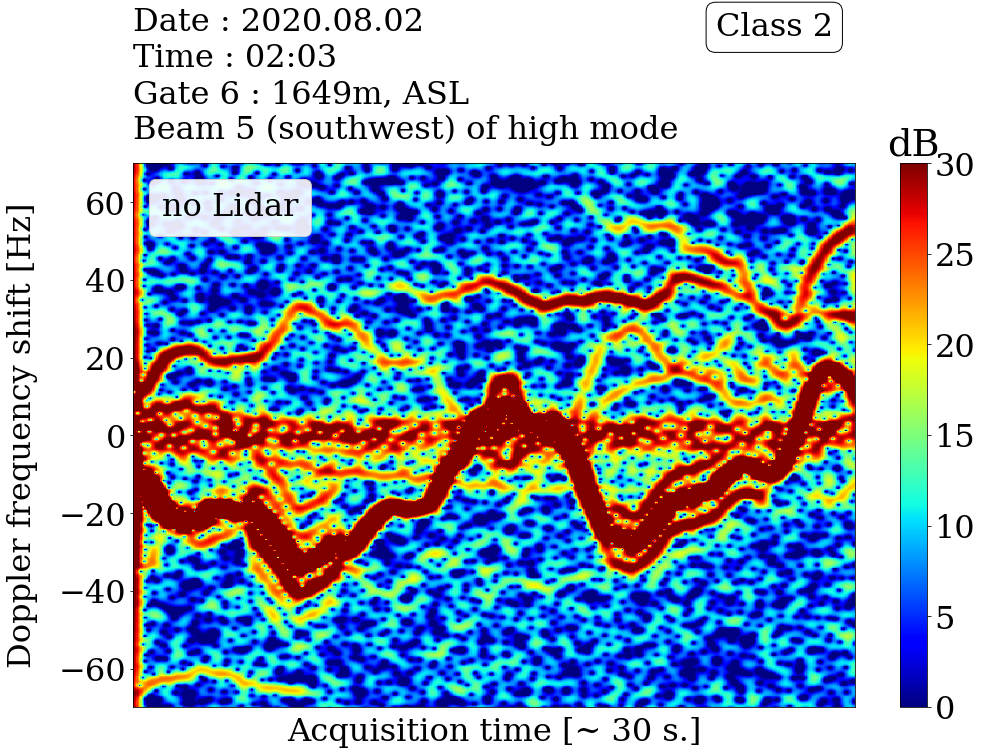 Date : 2020.08.02
Class 2
Time : 02:03
Gate 6 : 1649m, ASL
Beam 5 (southwest) of high mode
dB
no Lidar
60
40
20
0
−20
−40
−60
Doppler frequency shift [Hz]
30
25
20
15
10
5
0
Acquisition time [~ 30 s.]